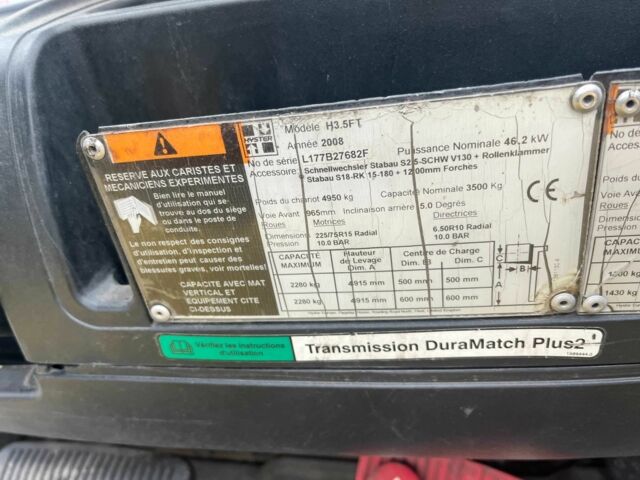 RESERVE AUX CARISTES ET
MECANICIENS EXPERIMENTES
Bien lire le manuel
d'utilisation qui se
trouve au dos du siège
ou dans le poste de
conduite
Le non respect des consignes
d'utilisation, d'inspection et
d'entretien peut causer des
blessures graves, voir mortelles!
CAPACITE AVEC MAT
VERTICAL ET
EQUIPEMENT CITE
CI-DESSUS
HYSTER
Modèle H3.5FT
Année 2008
No de série L177B27682F Puissance Nominale 46.2 kW
Accessoire Schnellwechsler Stabau S2.5-SCHW V130 + Rollenklammer
Stabau S18-RK 15-180 + 1200mm Forches
Poids du chariot 4950 kg Capacité Nominale 3500 Kg
Voie Avant 965mm Inclinaison arrière 5.0 Degrés
Roues Motrices Directrices
Dimensions 225/75R15 Radial 6.50R10 Radial
Pression 10.0 BAR 10.0 BAR
CAPACITÉ MAXIMUM Hauteur de Levage Dim. A Centre de Charge Dim. B Dim. C
2280 kg 4915 mm 500 mm 500 mm
2280 kg 4915 mm 600 mm 600 mm
C
B
A
CE
1430 kg
Vérifiez les instructions
d'utilisation
Transmission DuraMatch Plus2